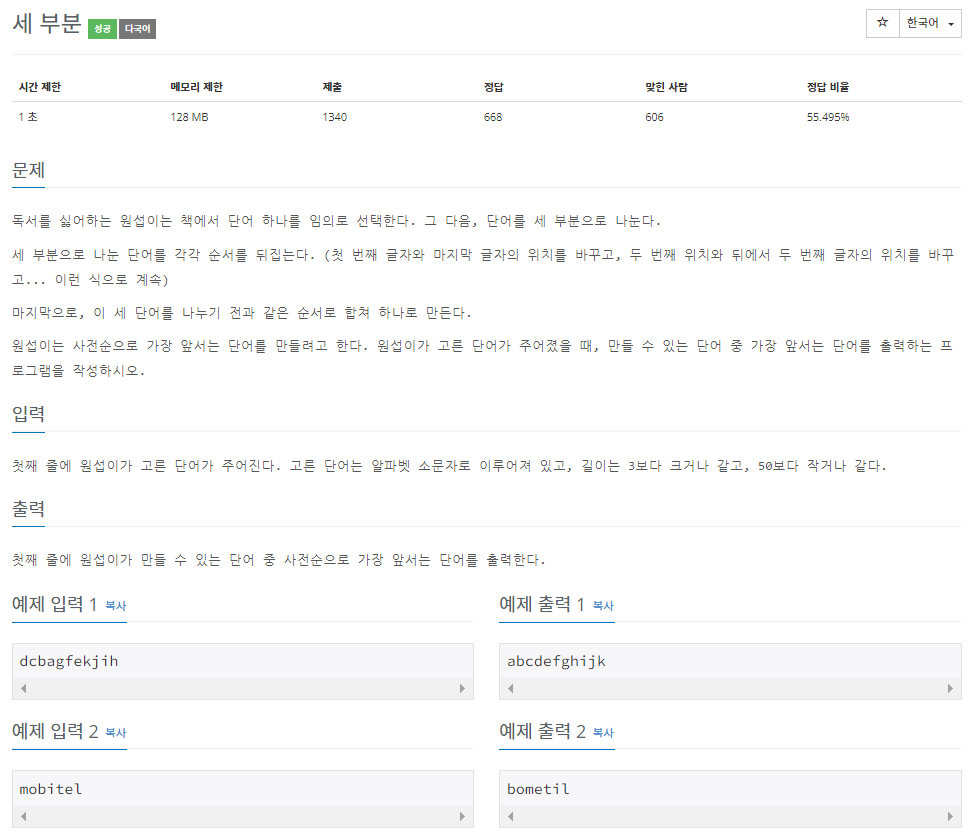 세 부분 성공 다국어
☆ 한국어
시간 제한 메모리 제한 제출 정답 맞힌 사람 정답 비율
1 초 128 MB 1340 668 606 55.495%
문제
독서를 싫어하는 원섭이는 책에서 단어 하나를 임의로 선택한다. 그 다음, 단어를 세 부분으로 나눈다.
세 부분으로 나눈 단어를 각각 순서를 뒤집는다. (첫 번째 글자와 마지막 글자의 위치를 바꾸고, 두 번째 위치와 뒤에서 두 번째 글자의 위치를 바꾸
고... 이런 식으로 계속)
마지막으로, 이 세 단어를 나누기 전과 같은 순서로 합쳐 하나로 만든다.
원섭이는 사전순으로 가장 앞서는 단어를 만들려고 한다. 원섭이가 고른 단어가 주어졌을 때, 만들 수 있는 단어 중 가장 앞서는 단어를 출력하는 프
로그램을 작성하시오.
입력
첫째 줄에 원섭이가 고른 단어가 주어진다. 고른 단어는 알파벳 소문자로 이루어져 있고, 길이는 3보다 크거나 같고, 50보다 작거나 같다.
출력
첫째 줄에 원섭이가 만들 수 있는 단어 중 사전순으로 가장 앞서는 단어를 출력한다.
예제 입력 1 복사
dcbagfekjih
예제 출력 1 복사
abcdefghijk
예제 입력 2 복사
mobitel
예제 출력 2 복사
bometil